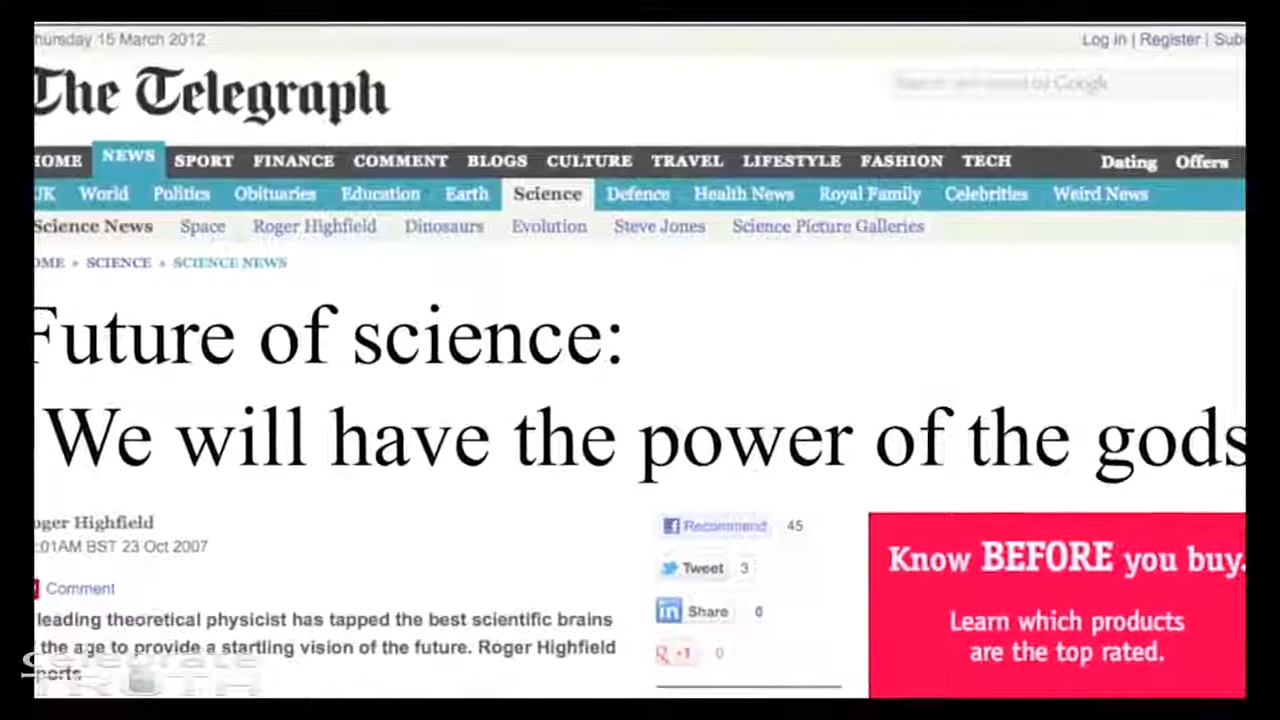 hursday 15 March 2012
Log in | Register | Sub
The Telegraph
HOME NEWS SPORT FINANCE COMMENT BLOGS CULTURE TRAVEL LIFESTYLE FASHION TECH Dating Offers
UK World Politics Obituaries Education Earth Science Defence Health News Royal Family Celebrities Weird News
Science News Space Roger Highfield Dinosaurs Evolution Steve Jones Science Picture Galleries
OME » SCIENCE » SCIENCE NEWS
Future of science:
We will have the power of the gods
oger Highfield
:01AM BST 23 Oct 2007
Comment
leading theoretical physicist has tapped the best scientific brains
the age to provide a startling vision of the future. Roger Highfield
ports
Recommend 45
Tweet 3
in Share 0
+1 0
Know BEFORE you buy.
Learn which products
are the top rated.
celebrate
TRUTH